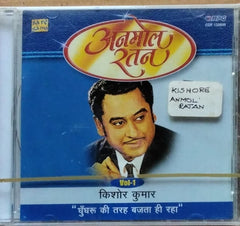 अनमोल
रतन
KISHORE
ANMOL
RATAN
Vol-1
किशोर कुमार
"घुँघरू की तरह बजता ही रहा"